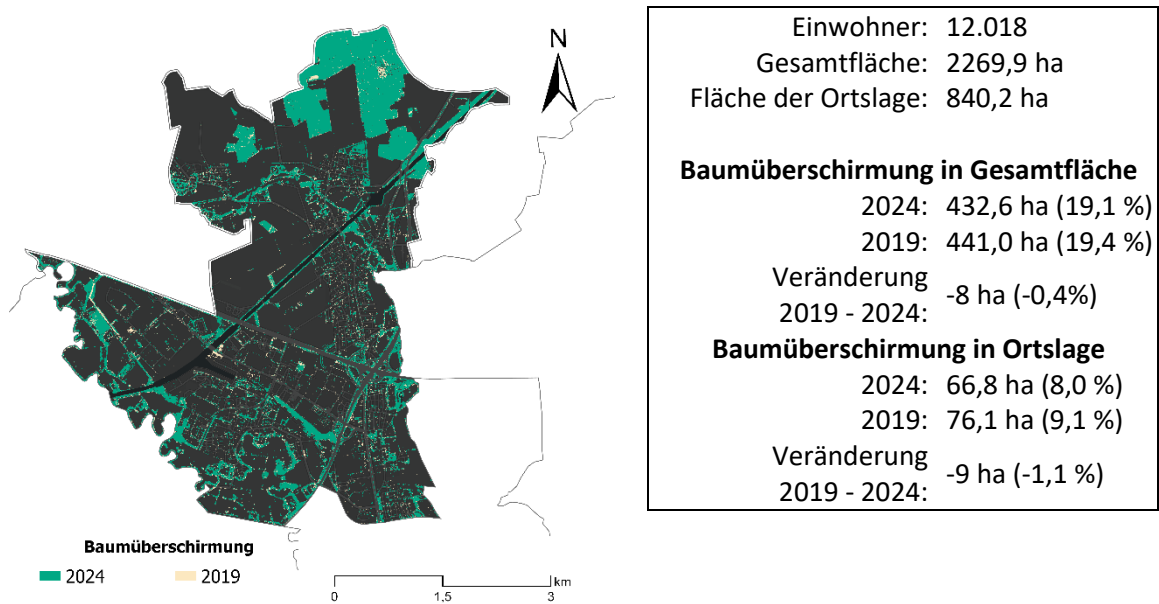 N
Baumüberschirmung
2024 2019
km
0 1,5 3
Einwohner: 12.018
Gesamtfläche: 2269,9 ha
Fläche der Ortslage: 840,2 ha
Baumüberschirmung in Gesamtfläche
2024: 432,6 ha (19,1 %)
2019: 441,0 ha (19,4 %)
Veränderung
2019 - 2024: -8 ha (-0,4%)
Baumüberschirmung in Ortslage
2024: 66,8 ha (8,0 %)
2019: 76,1 ha (9,1 %)
Veränderung
2019 - 2024: -9 ha (-1,1 %)